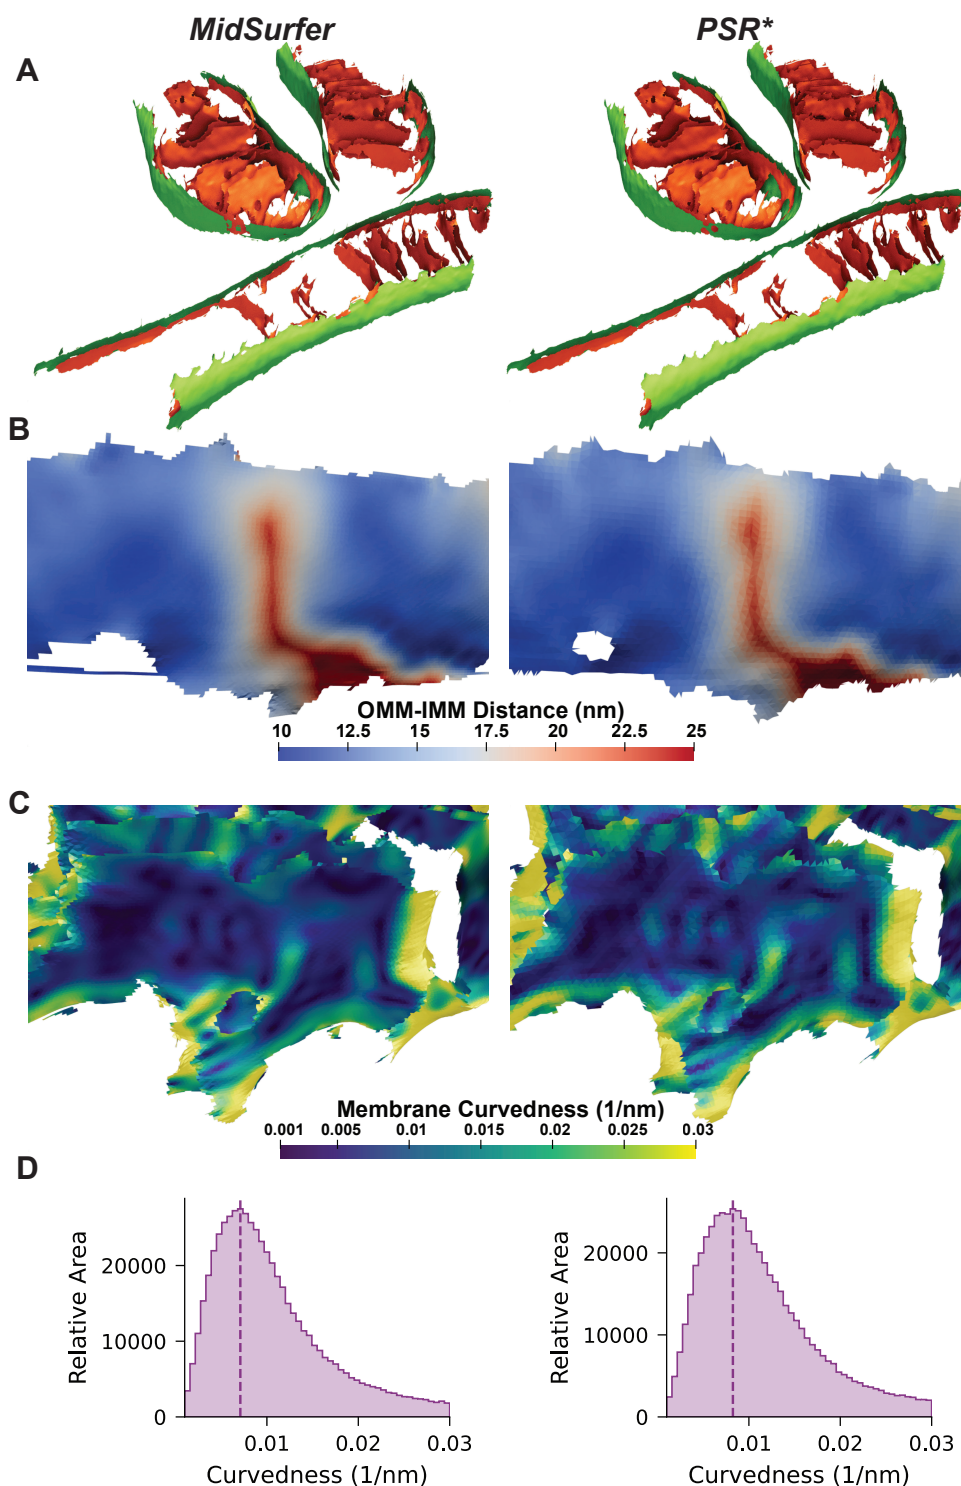 MidSurfer
PSR*
A
B
OMM-IMM Distance (nm)
10 12.5 15 17.5 20 22.5 25
C
Membrane Curvedness (1/nm)
0.001 0.005 0.01 0.015 0.02 0.025 0.03
D
Relative Area
20000
10000
0
0.01 0.02 0.03
Curvedness (1/nm)
Relative Area
20000
10000
0
0.01 0.02 0.03
Curvedness (1/nm)